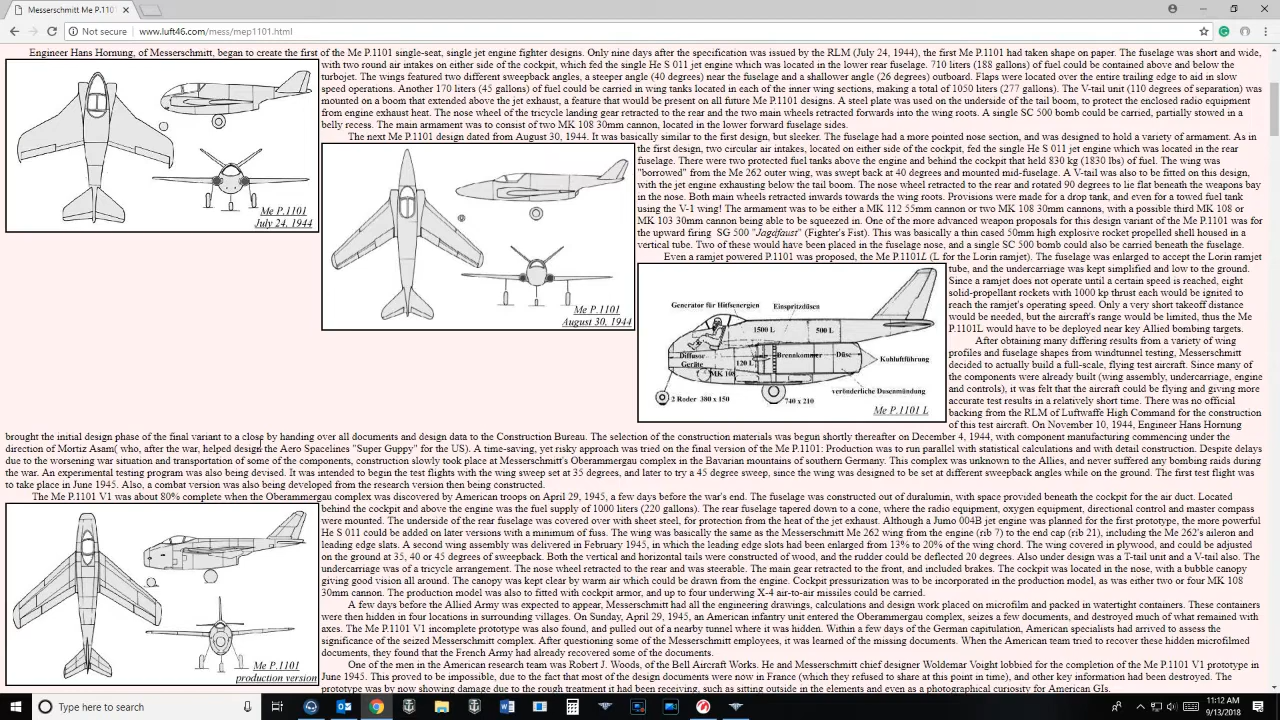 Messerschmitt Me P.110
Not secure
www.luft46.com/mess/mep1101.html
Engineer Hans Hornung, of Messerschmitt, began to create the first of the Me P.1101 single-seat, single jet engine fighter designs. Only nine days after the specification was issued by the RLM (July 24, 1944), the first Me P.1101 had taken shape on paper. The fuselage was short and wide,
with two round air intakes on either side of the cockpit, which fed the single He S 011 jet engine which was located in the lower rear fuselage. 710 liters (188 gallons) of fuel could be contained above and below the
turbojet. The wings featured two different sweepback angles, a steeper angle (40 degrees) near the fuselage and a shallower angle (26 degrees) outboard. Flaps were located over the entire trailing edge to aid in slow
speed operations. Another 170 liters (45 gallons) of fuel could be carried in wing tanks located in each of the inner wing sections, making a total of 1050 liters (277 gallons). The V-tail unit (110 degrees of separation) was
mounted on a boom that extended above the jet exhaust, a feature that would be present on all future Me P.1101 designs. A steel plate was used on the underside of the tail boom, to protect the enclosed radio equipment
from engine exhaust heat. The nose wheel of the tricycle landing gear retracted to the rear and the two main wheels retracted forwards into the wing roots. A single SC 500 bomb could be carried, partially stowed in a
belly recess. The main armament was to consist of two MK 108 30mm cannon, located in the lower forward fuselage sides.
Me P.1101
July 24, 1944
The next Me P.1101 design dated from August 30, 1944. It was basically similar to the first design, but sleeker. The fuselage had a more pointed nose section, and was designed to hold a variety of armament. As in
the first design, two circular air intakes, located on either side of the cockpit, fed the single He S 011 jet engine which was located in the rear
fuselage. There were two protected fuel tanks above the engine and behind the cockpit that held 830 kg (1830 lbs) of fuel. The wing was
"borrowed" from the Me 262 outer wing, was swept back at 40 degrees and mounted mid-fuselage. A V-tail was also to be fitted on this design,
with the jet engine exhausting below the tail boom. The nose wheel retracted to the rear and rotated 90 degrees to lie flat beneath the weapons bay
in the nose. Both main wheels retracted inwards towards the wing roots. Provisions were made for a drop tank, and even for a towed fuel tank
using the V-1 wing! The armament was to be either a MK 112 55mm cannon or two MK 108 30mm cannons, with a possible third MK 108 or
MK 103 30mm cannon being able to be squeezed in. One of the more advanced weapon proposals for this design variant of the Me P.1101 was for
the upward firing SG 500 "Jagdfaust" (Fighter's Fist). This was basically a thin cased 50mm high explosive rocket propelled shell housed in a
vertical tube. Two of these would have been placed in the fuselage nose, and a single SC 500 bomb could also be carried beneath the fuselage.
Me P.1101
August 30, 1944
Even a ramjet powered P.1101 was proposed, the Me P.1101L (L for the Lorin ramjet). The fuselage was enlarged to accept the Lorin ramjet
tube, and the undercarriage was kept simplified and low to the ground.
Since a ramjet does not operate until a certain speed is reached, eight
solid-propellant rockets with 1000 kp thrust each would be ignited to
reach the ramjet's operating speed. Only a very short takeoff distance
would be needed, but the aircraft's range would be limited, thus the Me
P.1101L would have to be deployed near key Allied bombing targets.
Generator für Hitfsenergien
Einspritzdüsen
1500 L
500 L
Diffusor
Geräte
120 L
Brennkammer
Düse
MK 108
Kuhluftführung
verönderliche Dusenmündung
2 Roder 380 x 150
740 x 210
Me P.1101 L
After obtaining many differing results from a variety of wing
profiles and fuselage shapes from windtunnel testing, Messerschmitt
decided to actually build a full-scale, flying test aircraft. Since many of
the components were already built (wing assembly, undercarriage, engine
and controls), it was felt that the aircraft could be flying and giving more
accurate test results in a relatively short time. There was no official
backing from the RLM of Luftwaffe High Command for the construction
of this test aircraft. On November 10, 1944, Engineer Hans Hornung
brought the initial design phase of the final variant to a close by handing over all documents and design data to the Construction Bureau. The selection of the construction materials was begun shortly thereafter on December 4, 1944, with component manufacturing commencing under the
direction of Mortiz Asam( who, after the war, helped design the Aero Spacelines "Super Guppy" for the US). A time-saving, yet risky approach was tried on the final version of the Me P.1101: Production was to run parallel with statistical calculations and with detail construction. Despite delays
due to the worsening war situation and transportation of some of the components, construction slowly took place at Messerschmitt's Oberammergau complex in the Bavarian mountains of southern Germany. This complex was unknown to the Allies, and never suffered any bombing raids during
the war. An experimental testing program was also being devised. It was intended to begin the test flights with the wing sweep set at 35 degrees, and later to try a 45 degree sweep, since the wing was designed to be set at different sweepback angles while on the ground. The first test flight was
to take place in June 1945. Also, a combat version was also being developed from the research version then being constructed.
The Me P.1101 V1 was about 80% complete when the Oberammergau complex was discovered by American troops on April 29, 1945, a few days before the war's end. The fuselage was constructed out of duralumin, with space provided beneath the cockpit for the air duct. Located
behind the cockpit and above the engine was the fuel supply of 1000 liters (220 gallons). The rear fuselage tapered down to a cone, where the radio equipment, oxygen equipment, directional control and master compass
were mounted. The underside of the rear fuselage was covered over with sheet steel, for protection from the heat of the jet exhaust. Although a Jumo 004B jet engine was planned for the first prototype, the more powerful
He S 011 could be added on later versions with a minimum of fuss. The wing was basically the same as the Messerschmitt Me 262 wing from the engine (rib 7) to the end cap (rib 21), including the Me 262's aileron and
leading edge slats. A second wing assembly was delivered in February 1945, in which the leading edge slots had been enlarged from 13% to 20% of the wing chord. The wing was covered in plywood, and could be adjusted
on the ground at 35, 40 or 45 degrees of sweepback. Both the vertical and horizontal tails were constructed of wood, and the rudder could be deflected 20 degrees. Also under design was a T-tail unit and a V-tail also. The
undercarriage was of a tricycle arrangement. The nose wheel retracted to the rear and was steerable. The main gear retracted to the front, and included brakes. The cockpit was located in the nose, with a bubble canopy
giving good vision all around. The canopy was kept clear by warm air which could be drawn from the engine. Cockpit pressurization was to be incorporated in the production model, as was either two or four MK 108
30mm cannon. The production model was also to fitted with cockpit armor, and up to four underwing X-4 air-to-air missiles could be carried.
A few days before the Allied Army was expected to appear, Messerschmitt had all the engineering drawings, calculations and design work placed on microfilm and packed in watertight containers. These containers
were then hidden in four locations in surrounding villages. On Sunday, April 29, 1945, an American infantry unit entered the Oberammergau complex, seizes a few documents, and destroyed much of what remained with
axes. The Me P.1101 V1 incomplete prototype was also found, and pulled out of a nearby tunnel where it was hidden. Within a few days of the German capitulation, American specialists had arrived to assess the
significance of the seized Messerschmitt complex. After questioning some of the Messerschmitt employees, it was learned of the missing documents. When the American team tried to recover these hidden microfilmed
documents, they found that the French Army had already recovered some of the documents.
Me P.1101
production version
One of the men in the American research team was Robert J. Woods, of the Bell Aircraft Works. He and Messerschmitt chief designer Woldemar Voight lobbied for the completion of the Me P.1101 V1 prototype in
June 1945. This proved to be impossible, due to the fact that most of the design documents were now in France (which they refused to share at this point in time), and other key information had been destroyed. The
prototype was by now showing damage due to the rough treatment it had been receiving, such as sitting outside in the elements and even as a photographical curiosity for American GIs.
Type here to search
11:12 AM
9/13/2018